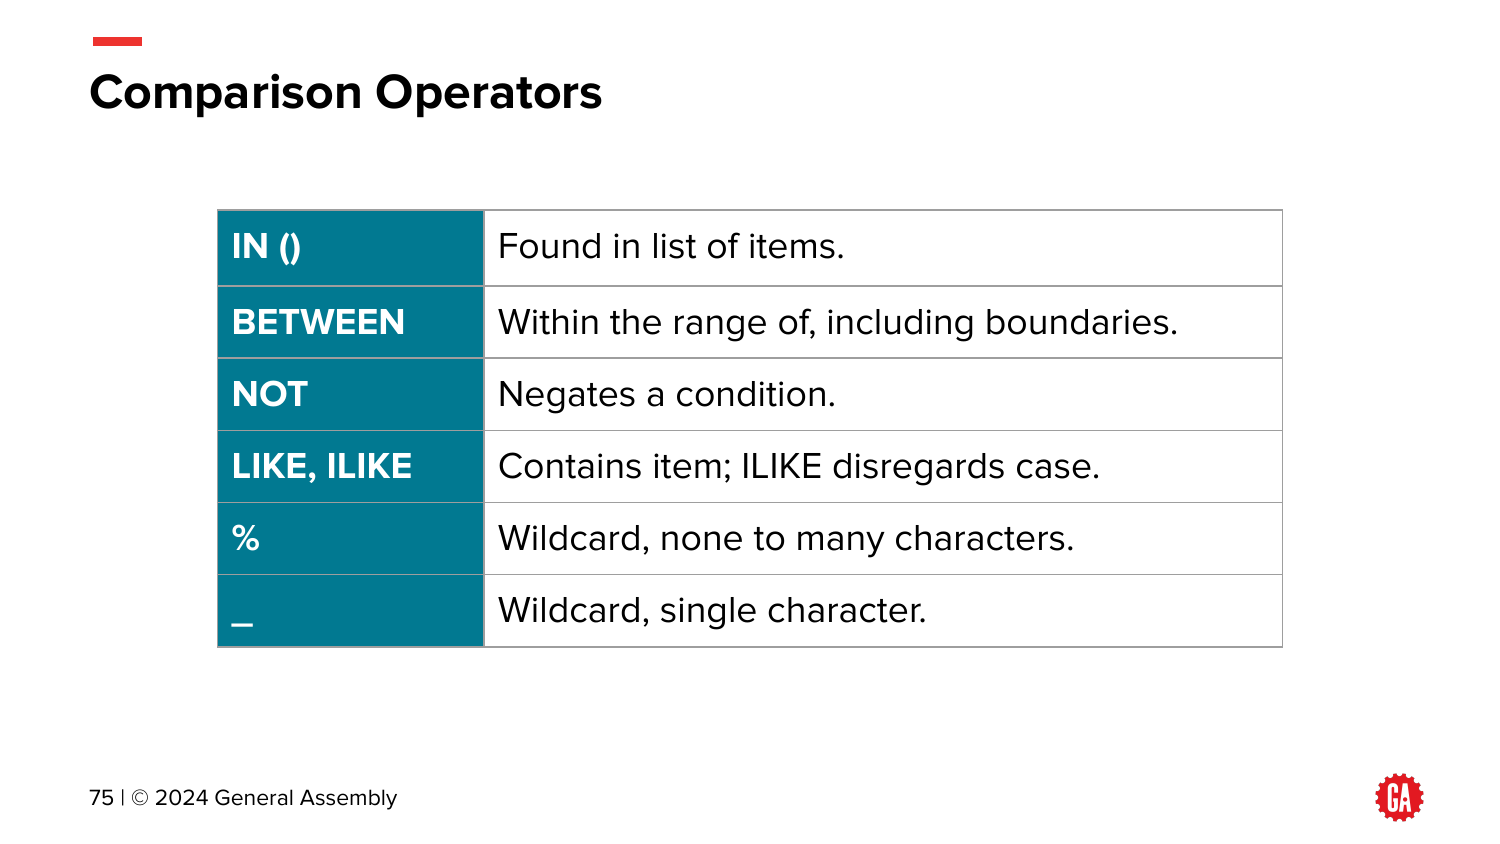 Comparison Operators
IN () Found in list of items.
BETWEEN Within the range of, including boundaries.
NOT Negates a condition.
LIKE, ILIKE Contains item; ILIKE disregards case.
% Wildcard, none to many characters.
_ Wildcard, single character.
75 | © 2024 General Assembly
GA